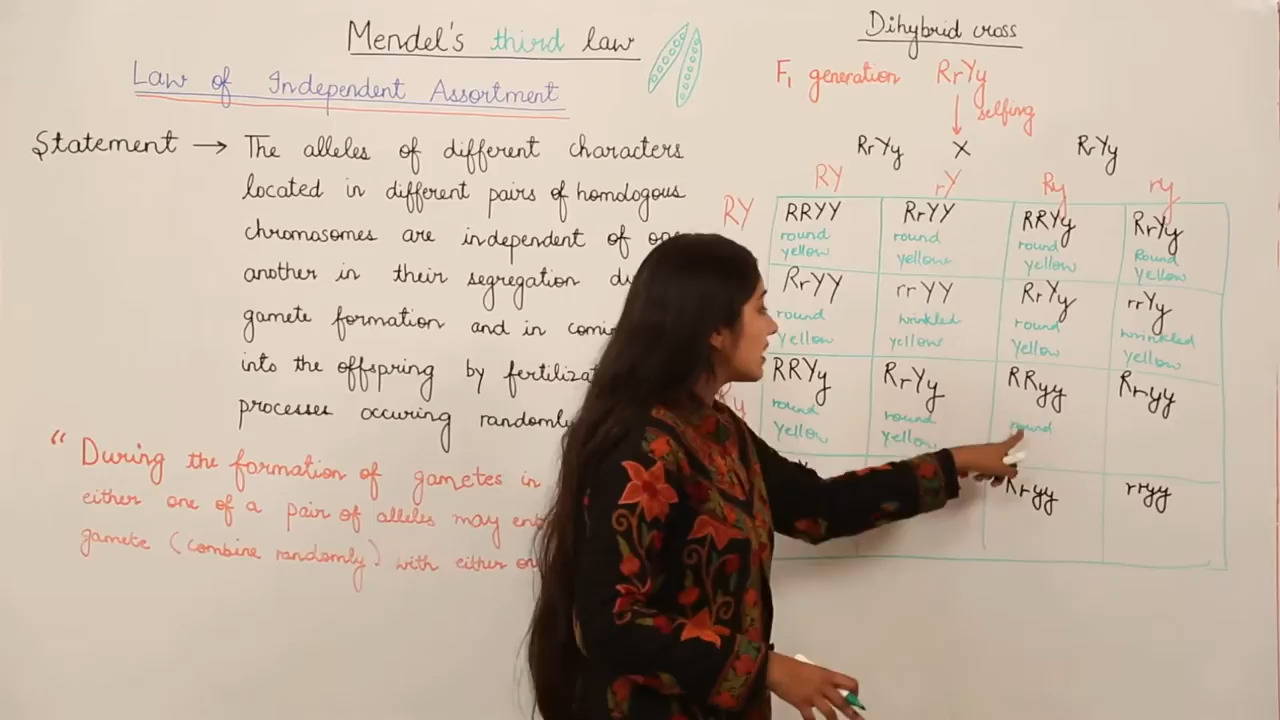 Mendel's third law
Law of Independent Assortment
Statement → The alleles of different characters
located in different pairs of homologous
chromasomes are independent of
another in their segregation
gamete formation and in
into the offspring by
processes occuring
“ During the formation of gametes in
either one of a pair of alleles may
gamete (combine randomly) with either
Dihybrid cross
F1 generation RrYy
↓ selfing
RrYy × RrYy
RY rY Ry ry
RY RRYY RrYY RRYy RrYy
round round round Round
yellow yellow yellow yellow
RrYY rrYY RrYy rrYy
round wrinkled round wrinkled
yellow yellow yellow yellow
Ry RRYy RrYy RRyy Rryy
round round round
Yellow yellow
Rryy rryy